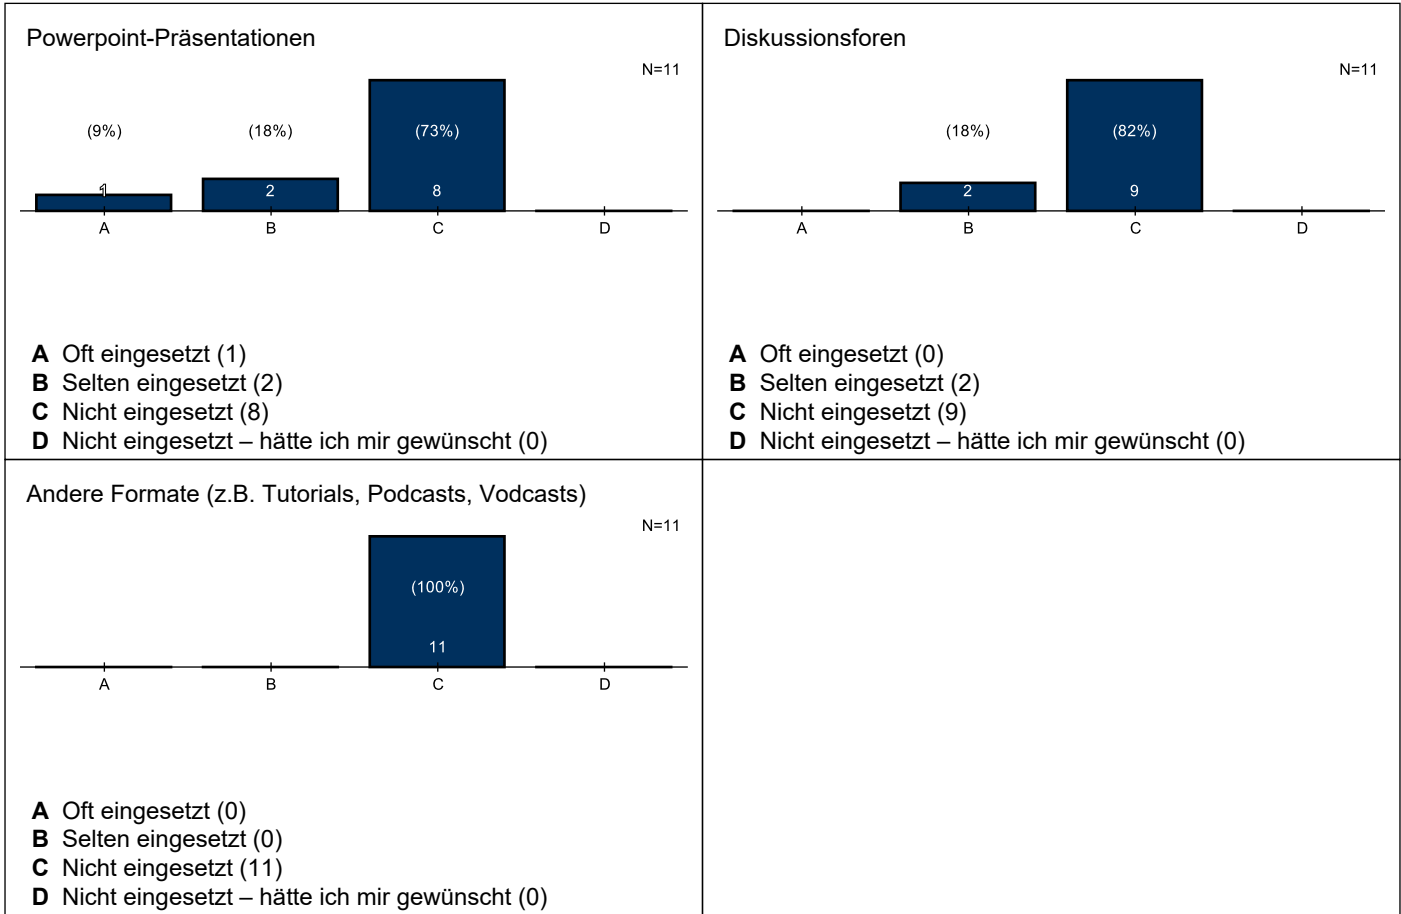 Powerpoint-Präsentationen
N=11
(9%) (18%) (73%)
1 2 8
A B C D
A Oft eingesetzt (1)
B Selten eingesetzt (2)
C Nicht eingesetzt (8)
D Nicht eingesetzt – hätte ich mir gewünscht (0)
Diskussionsforen
N=11
(18%) (82%)
2 9
A B C D
A Oft eingesetzt (0)
B Selten eingesetzt (2)
C Nicht eingesetzt (9)
D Nicht eingesetzt – hätte ich mir gewünscht (0)
Andere Formate (z.B. Tutorials, Podcasts, Vodcasts)
N=11
(100%)
11
A B C D
A Oft eingesetzt (0)
B Selten eingesetzt (0)
C Nicht eingesetzt (11)
D Nicht eingesetzt – hätte ich mir gewünscht (0)